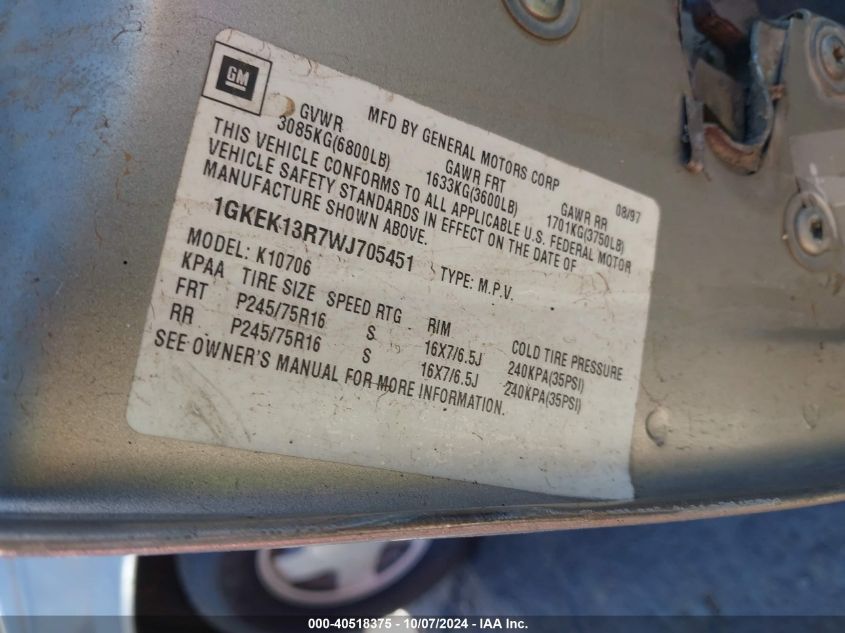 GM
MFD BY GENERAL MOTORS CORP 08/97
GVWR GAWR FRT GAWR RR
3085KG(6800LB) 1633KG(3600LB) 1701KG(3750LB)
THIS VEHICLE CONFORMS TO ALL APPLICABLE U.S. FEDERAL MOTOR
VEHICLE SAFETY STANDARDS IN EFFECT ON THE DATE OF
MANUFACTURE SHOWN ABOVE.
1GKEK13R7WJ705451 TYPE: M.P.V.
MODEL: K10706
KPAA TIRE SIZE SPEED RTG RIM COLD TIRE PRESSURE
FRT P245/75R16 S 16X7/6.5J 240KPA(35PSI)
RR P245/75R16 S 16X7/6.5J 240KPA(35PSI)
SEE OWNER'S MANUAL FOR MORE INFORMATION.
000-40518375 - 10/07/2024 - IAA Inc.